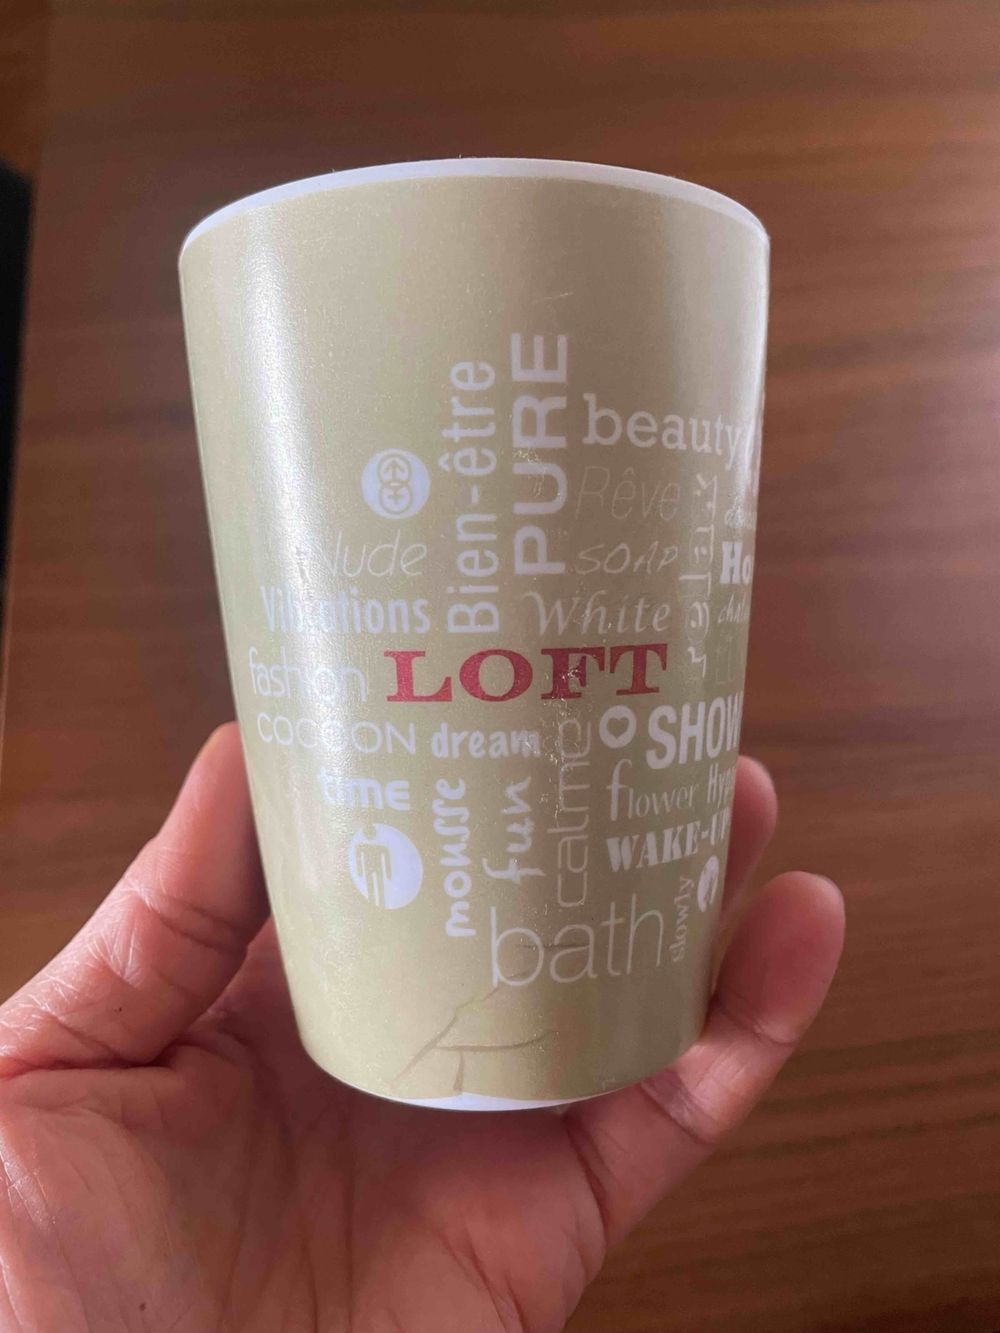 Bien-être
PURE
beauty
Rêve
SOAP
relax
lude
Vibrations
White
fashion
LOFT
COCOON
dream
time
mousse
fun
calme
SHOW
flower
WAKE-UP
slowly
bath